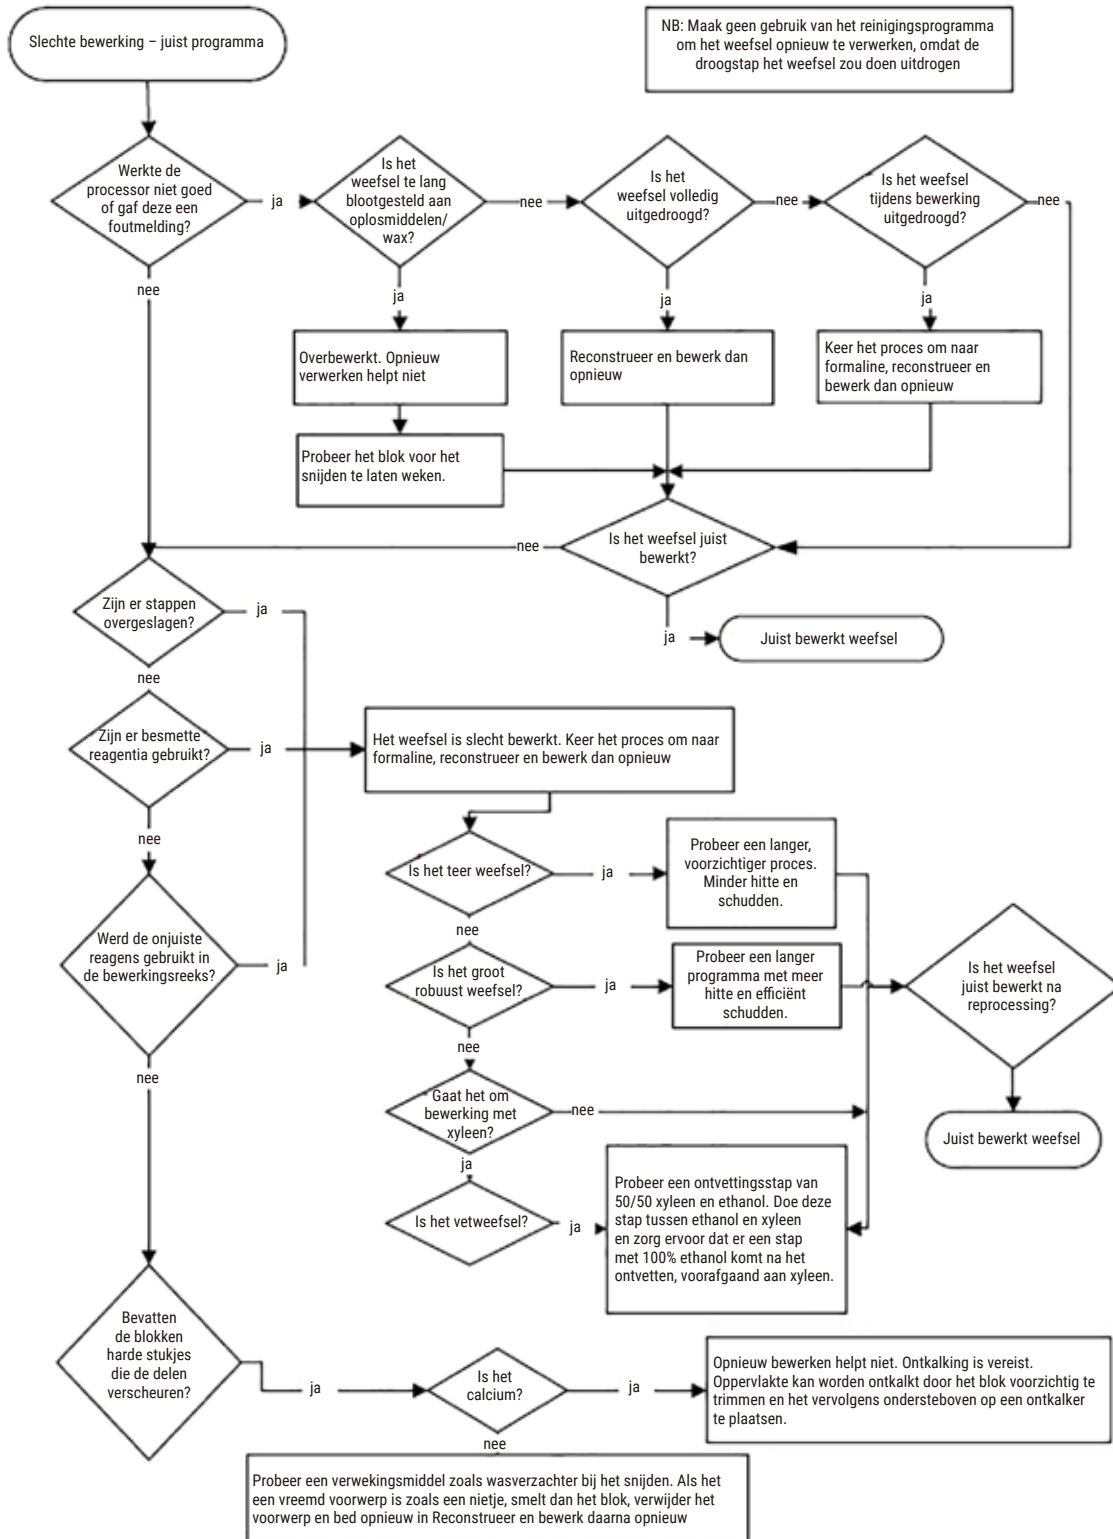 Slechte bewerking – juist programma
NB: Maak geen gebruik van het reinigingsprogramma
om het weefsel opnieuw te verwerken, omdat de
droogstap het weefsel zou doen uitdrogen
Werkte de
processor niet goed
of gaf deze een
foutmelding?
ja
Is het
weefsel te lang
blootgesteld aan
oplosmiddelen/
wax?
nee
Is het
weefsel volledig
uitgedroogd?
nee
Is het weefsel
tijdens bewerking
uitgedroogd?
nee
nee
ja
ja
ja
Overbewerkt. Opnieuw
verwerken helpt niet
Reconstrueer en bewerk dan
opnieuw
Keer het proces om naar
formaline, reconstrueer en
bewerk dan opnieuw
Probeer het blok voor het
snijden te laten weken.
Is het weefsel juist
bewerkt?
nee
ja
Juist bewerkt weefsel
Zijn er stappen
overgeslagen?
ja
nee
Zijn er besmette
reagentia gebruikt?
ja
Het weefsel is slecht bewerkt. Keer het proces om naar
formaline, reconstrueer en bewerk dan opnieuw
nee
Werd de onjuiste
reagens gebruikt in
de bewerkingsreeks?
ja
nee
Is het teer weefsel?
ja
Probeer een langer,
voorzichtiger proces.
Minder hitte en
schudden.
nee
Is het groot
robuust weefsel?
ja
Probeer een langer
programma met meer
hitte en efficiënt
schudden.
Is het weefsel
juist bewerkt na
reprocessing?
nee
Gaat het om
bewerking met
xyleen?
nee
Juist bewerkt weefsel
ja
Is het vetweefsel?
ja
Probeer een ontvettingsstap van
50/50 xyleen en ethanol. Doe deze
stap tussen ethanol en xyleen
en zorg ervoor dat er een stap
met 100% ethanol komt na het
ontvetten, voorafgaand aan xyleen.
Bevatten
de blokken
harde stukjes
die de delen
verscheuren?
ja
Is het
calcium?
ja
Opnieuw bewerken helpt niet. Ontkalking is vereist.
Oppervlakte kan worden ontkalkt door het blok voorzichtig te
trimmen en het vervolgens ondersteboven op een ontkalker
te plaatsen.
nee
Probeer een verwekingsmiddel zoals wasverzachter bij het snijden. Als het
een vreemd voorwerp is zoals een nietje, smelt dan het blok, verwijder het
voorwerp en bed opnieuw in Reconstrueer en bewerk daarna opnieuw